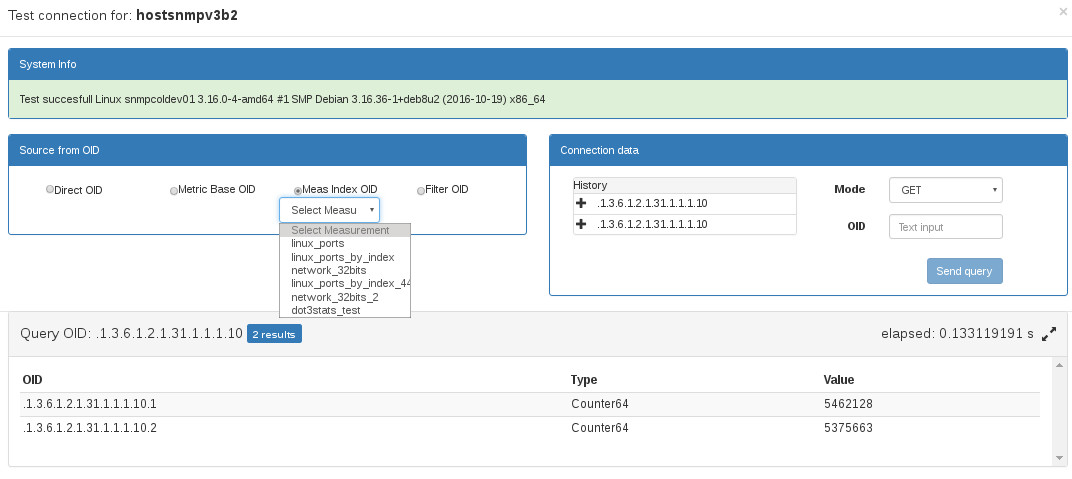 Test connection for: hostsnmpv3b2 ×
System Info
Test succesfull Linux snmpcoldev01 3.16.0-4-amd64 #1 SMP Debian 3.16.36-1+deb8u2 (2016-10-19) x86_64
Source from OID
Direct OID Metric Base OID Meas Index OID Filter OID
Select Measu
Select Measurement
linux_ports
linux_ports_by_index
network_32bits
linux_ports_by_index_44
network_32bits_2
dot3stats_test
Connection data
History
.1.3.6.1.2.1.31.1.1.1.10
.1.3.6.1.2.1.31.1.1.1.10
Mode GET
OID Text input
Send query
Query OID: .1.3.6.1.2.1.31.1.1.1.10 2 results elapsed: 0.133119191 s
OID Type Value
.1.3.6.1.2.1.31.1.1.1.10.1 Counter64 5462128
.1.3.6.1.2.1.31.1.1.1.10.2 Counter64 5375663